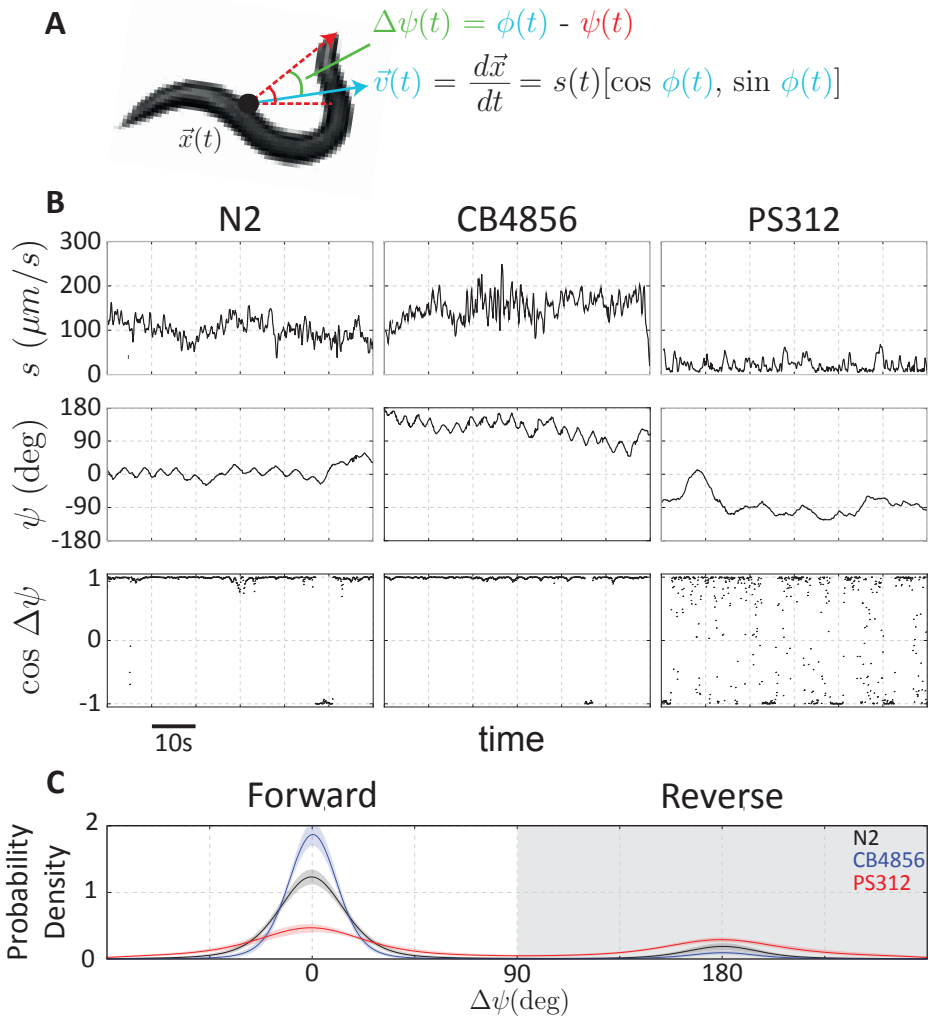 A
Δψ(t) = ϕ(t) - ψ(t)
v⃗(t) = dx⃗/dt = s(t)[cos ϕ(t), sin ϕ(t)]
x⃗(t)
B
N2 CB4856 PS312
s (μm/s)
300
200
100
0
ψ (deg)
180
90
0
-90
-180
cos Δψ
1
0
-1
10s
time
C
Forward Reverse
Probability
Density
2
1
0
N2
CB4856
PS312
0 90 180
Δψ(deg)